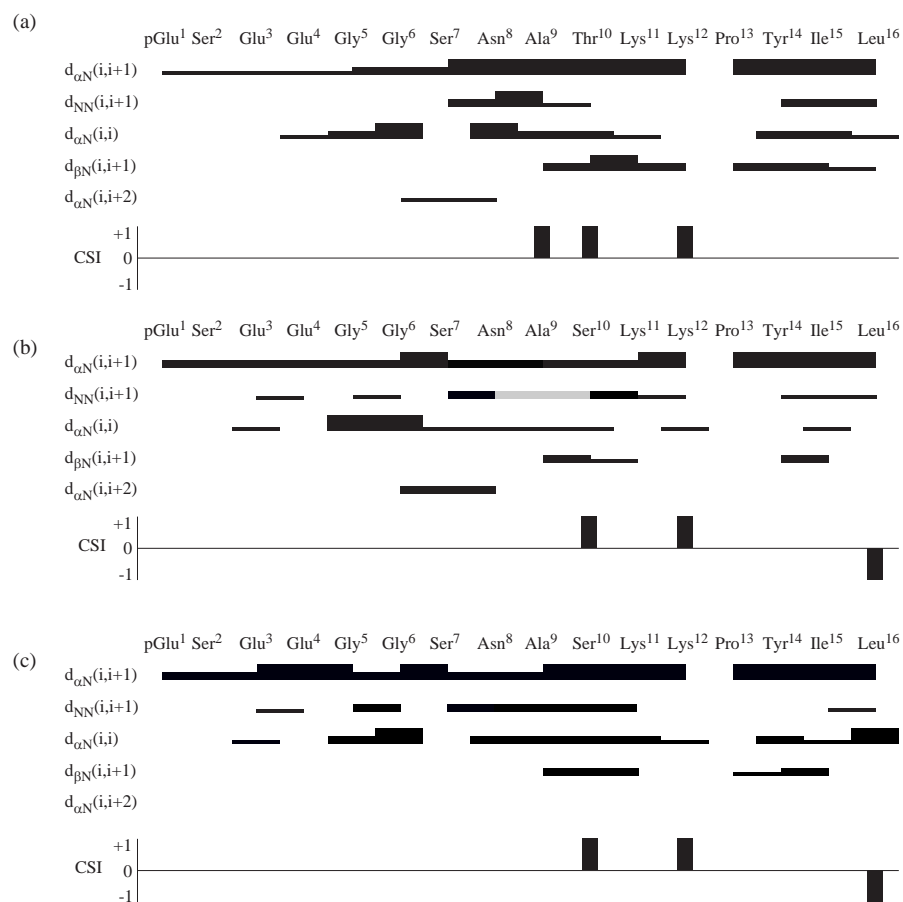 (a)
pGlu¹ Ser² Glu³ Glu⁴ Gly⁵ Gly⁶ Ser⁷ Asn⁸ Ala⁹ Thr¹⁰ Lys¹¹ Lys¹² Pro¹³ Tyr¹⁴ Ile¹⁵ Leu¹⁶
dαN(i,i+1)
dNN(i,i+1)
dαN(i,i)
dβN(i,i+1)
dαN(i,i+2)
+1
CSI 0
-1
pGlu¹ Ser² Glu³ Glu⁴ Gly⁵ Gly⁶ Ser⁷ Asn⁸ Ala⁹ Ser¹⁰ Lys¹¹ Lys¹² Pro¹³ Tyr¹⁴ Ile¹⁵ Leu¹⁶
(b)
dαN(i,i+1)
dNN(i,i+1)
dαN(i,i)
dβN(i,i+1)
dαN(i,i+2)
+1
CSI 0
-1
pGlu¹ Ser² Glu³ Glu⁴ Gly⁵ Gly⁶ Ser⁷ Asn⁸ Ala⁹ Ser¹⁰ Lys¹¹ Lys¹² Pro¹³ Tyr¹⁴ Ile¹⁵ Leu¹⁶
(c)
dαN(i,i+1)
dNN(i,i+1)
dαN(i,i)
dβN(i,i+1)
dαN(i,i+2)
+1
CSI 0
-1